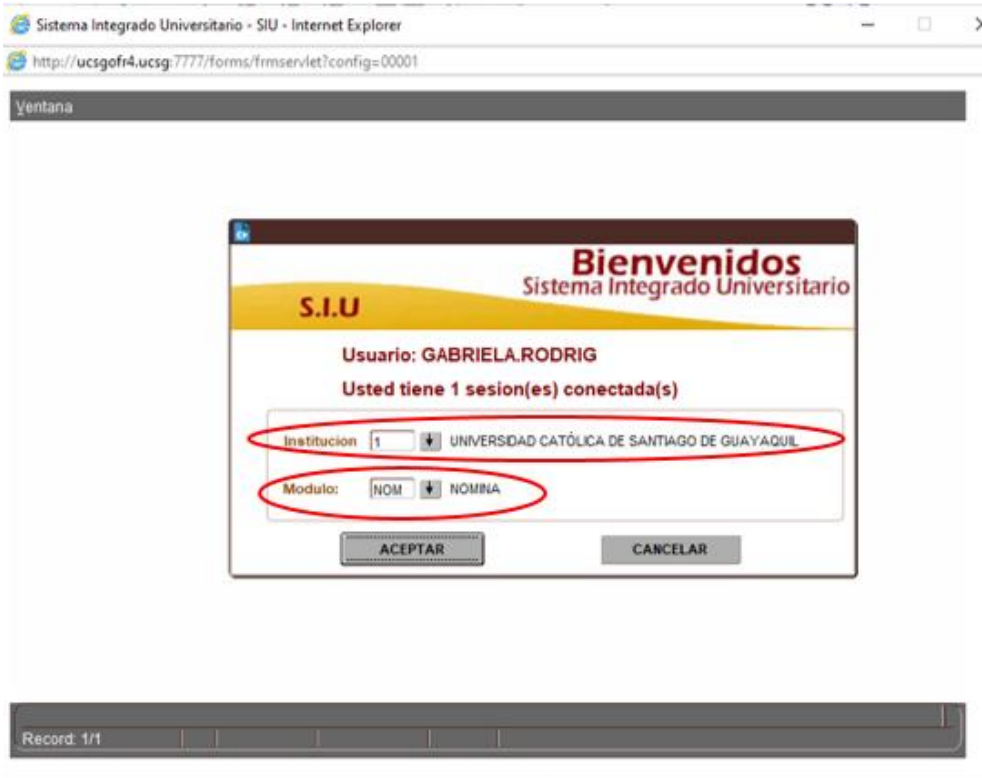 Sistema Integrado Universitario - SIU - Internet Explorer
http://ucsgofr4.ucsg:7777/forms/frmservlet?config=00001
Ventana
Bienvenidos
Sistema Integrado Universitario
S.I.U
Usuario: GABRIELA.RODRIG
Usted tiene 1 sesion(es) conectada(s)
Institucion 1 UNIVERSIDAD CATÓLICA DE SANTIAGO DE GUAYAQUIL
Modulo: NOM NOMINA
ACEPTAR CANCELAR
Record: 1/1